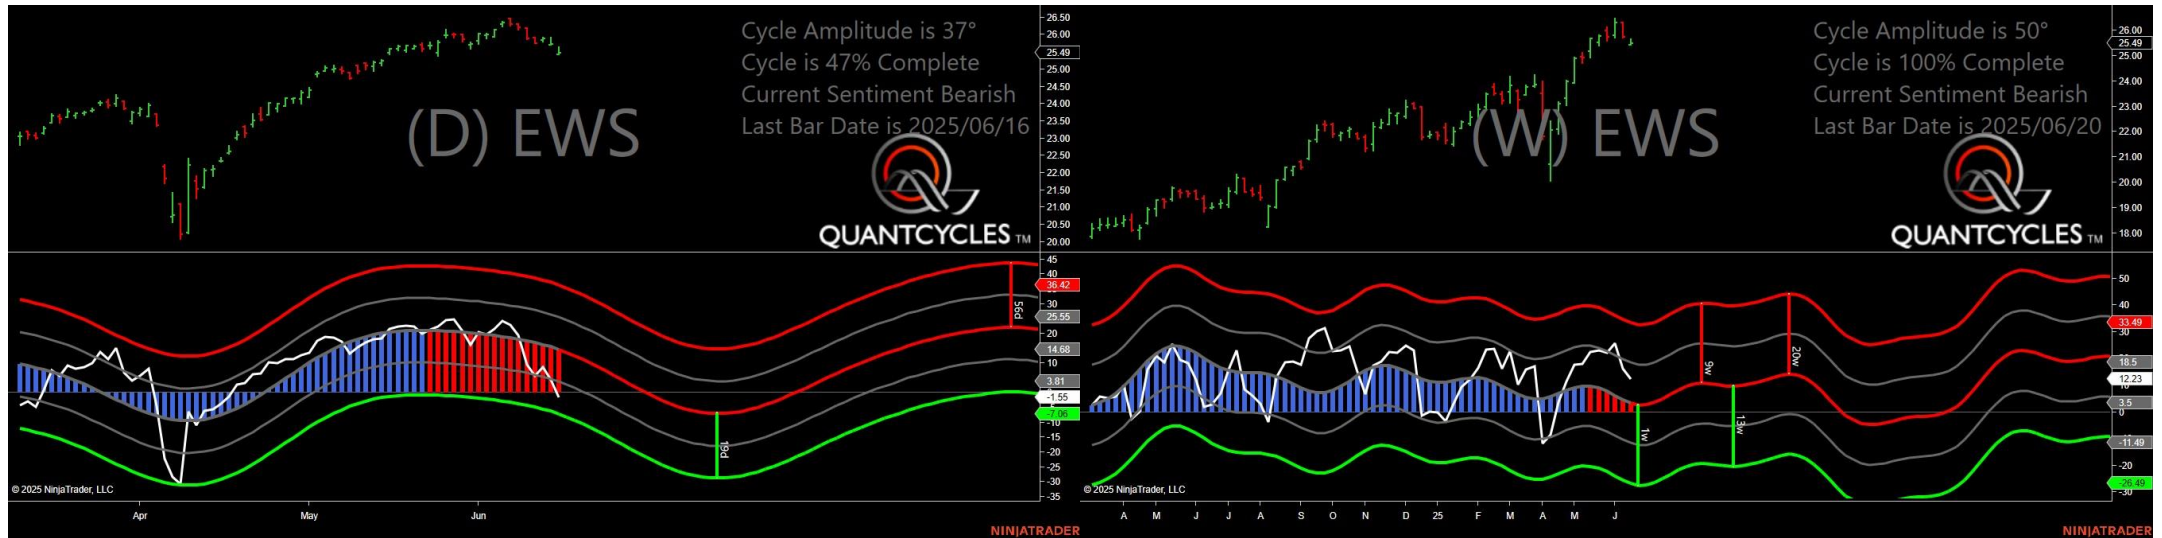 Cycle Amplitude is 37°
Cycle is 47% Complete
Current Sentiment Bearish
Last Bar Date is 2025/06/16
(D) EWS
QUANTCYCLES TM
26.50
26.00
25.49
25.00
24.50
24.00
23.50
23.00
22.50
22.00
21.50
21.00
20.50
20.00
45
40
36.42
30
25.55
20
14.68
10
3.81
-1.55
-7.06
-10
-15
-20
-25
-30
-35
56d
19d
© 2025 NinjaTrader, LLC
Apr May Jun
NINJATRADER
Cycle Amplitude is 50°
Cycle is 100% Complete
Current Sentiment Bearish
Last Bar Date is 2025/06/20
(W) EWS
QUANTCYCLES TM
26.00
25.49
25.00
24.00
23.00
22.00
21.00
20.00
19.00
18.00
50
40
33.49
30
18.5
12.23
10
3.5
0
-11.49
-20
-26.49
-30
9w
20w
1w
13w
© 2025 NinjaTrader, LLC
A M J J A S O N D 25 F M A M J
NINJATRADER